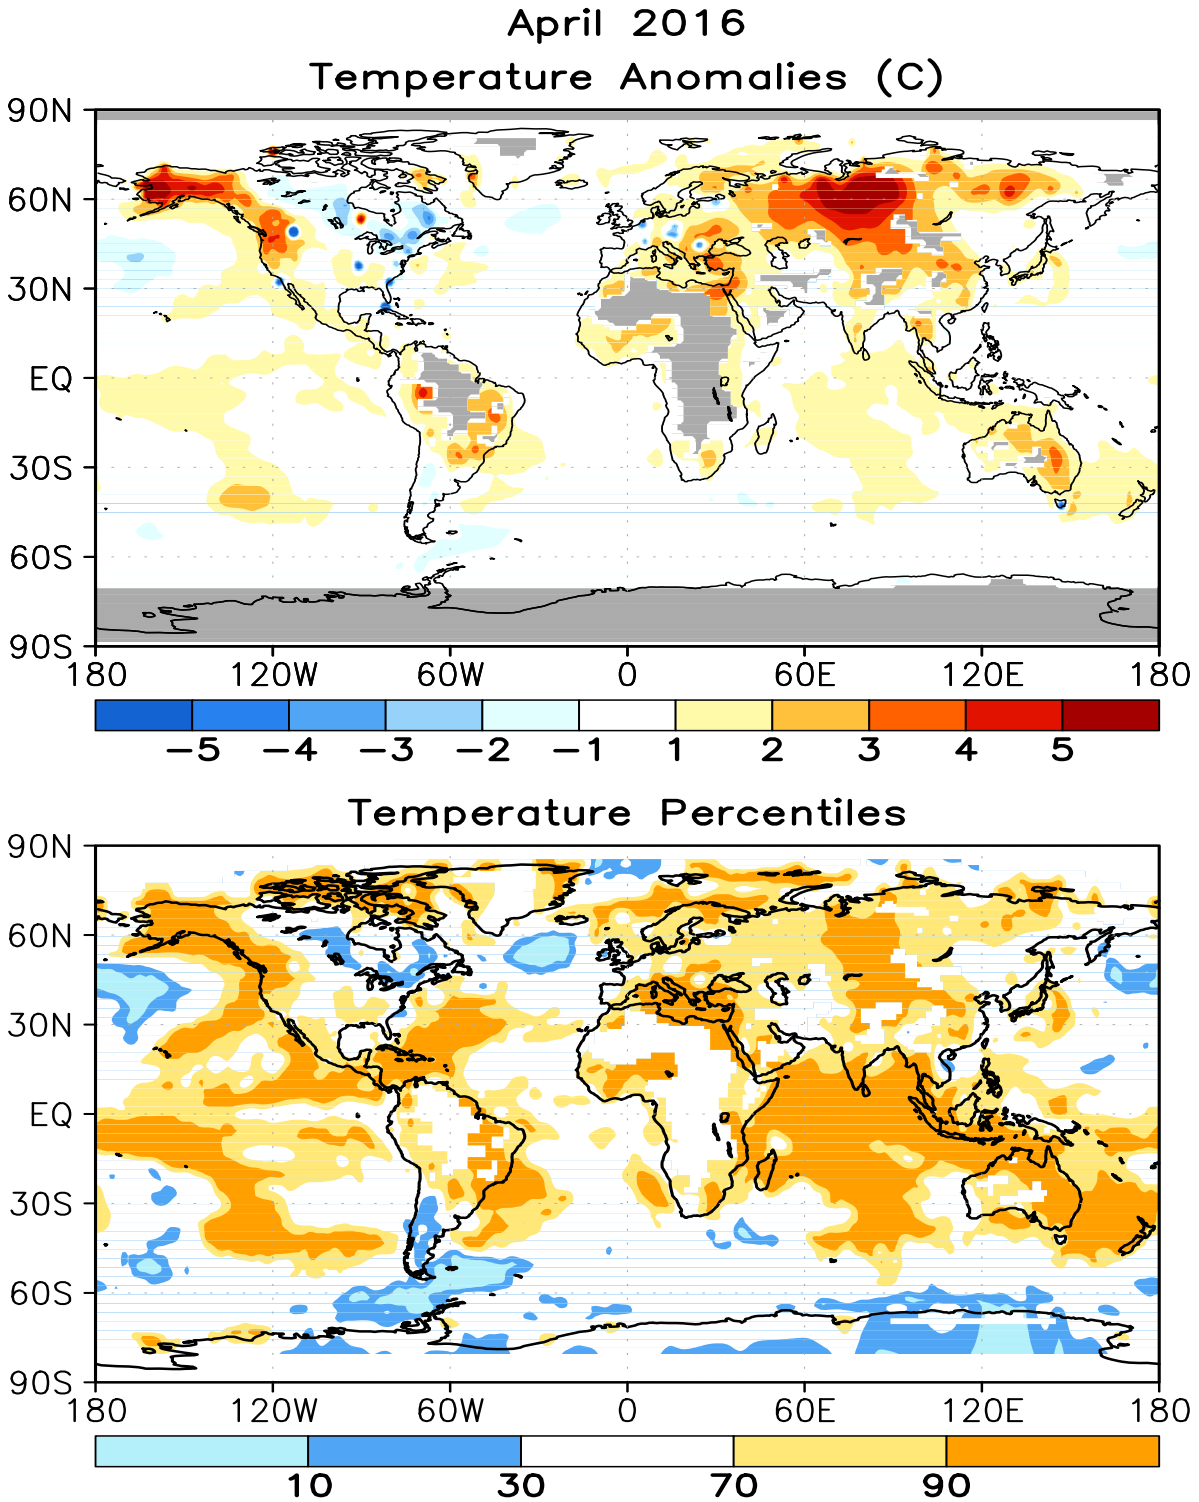 April 2016
Temperature Anomalies (C)
90N
60N
30N
EQ
30S
60S
90S
180 120W 60W 0 60E 120E 180
-5 -4 -3 -2 -1 1 2 3 4 5
Temperature Percentiles
90N
60N
30N
EQ
30S
60S
90S
180 120W 60W 0 60E 120E 180
10 30 70 90